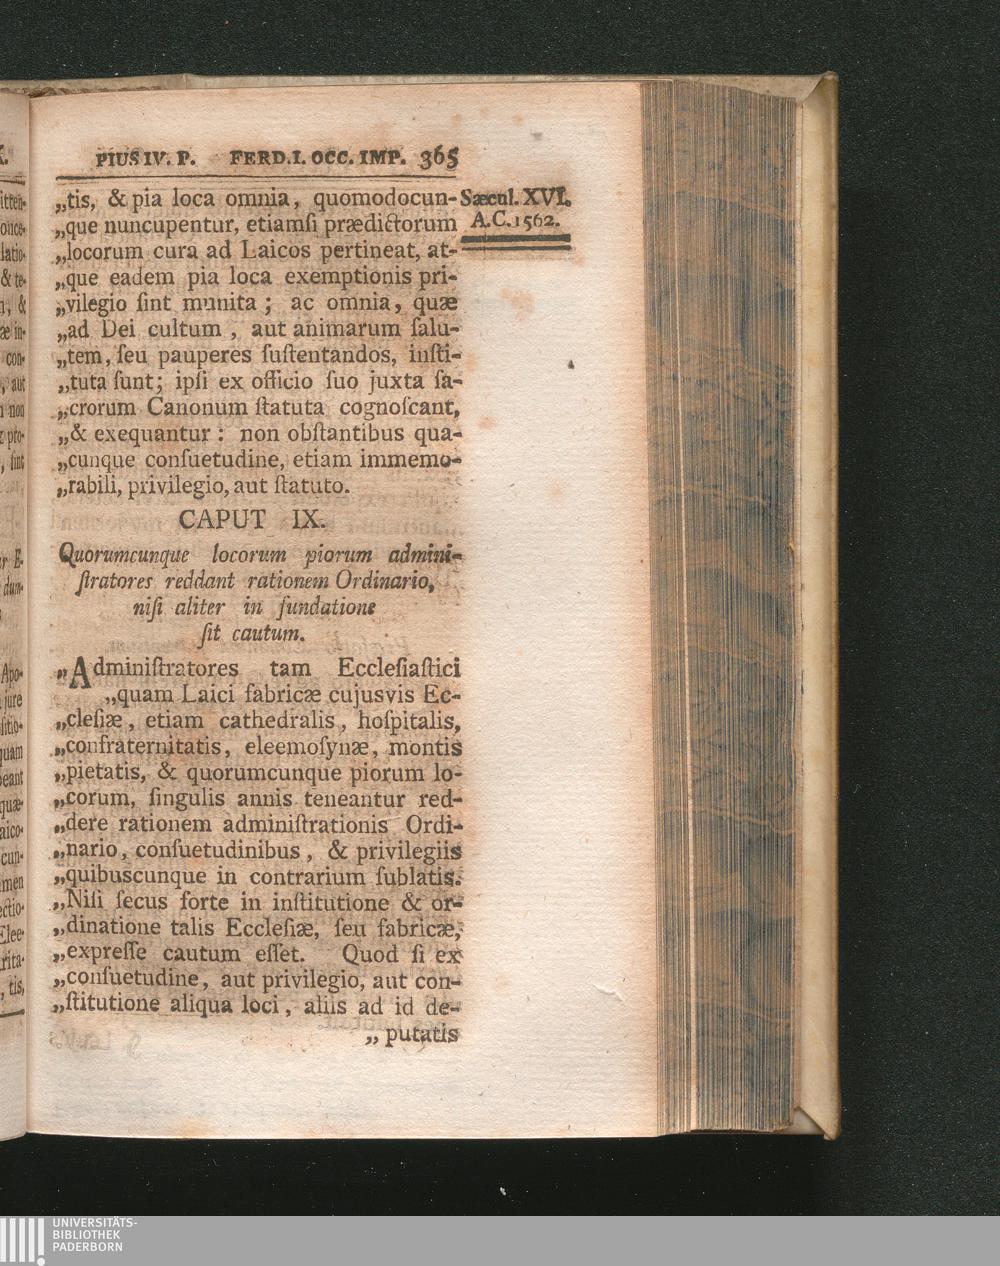 PIUS IV. P. FERD. I. OCC. IMP. 365
„tis, & pia loca omnia, quomodocun-
Sæcul. XVI.
A.C. 1562.
„que nuncupentur, etiamſi prædictorum
„locorum cura ad Laicos pertineat, at-
„que eadem pia loca exemptionis pri-
„vilegio ſint munita; ac omnia, quæ
„ad Dei cultum, aut animarum ſalu-
„tem, ſeu pauperes ſuſtentandos, inſti-
„tuta ſunt; ipſi ex officio ſuo juxta ſa-
„crorum Canonum ſtatuta cognoſcant,
„& exequantur: non obſtantibus qua-
„cunque conſuetudine, etiam immemo-
„rabili, privilegio, aut ſtatuto.
CAPUT IX.
Quorumcunque locorum piorum admini-
ſtratores reddant rationem Ordinario,
niſi aliter in fundatione
ſit cautum.
„Adminiſtratores tam Eccleſiaſtici
„quam Laici fabricæ cujusvis Ec-
„cleſiæ, etiam cathedralis, hoſpitalis,
„confraternitatis, eleemoſynæ, montis
„pietatis, & quorumcunque piorum lo-
„corum, ſingulis annis teneantur red-
„dere rationem adminiſtrationis Ordi-
„nario, conſuetudinibus, & privilegiis
„quibuscunque in contrarium ſublatis.
„Niſi ſecus forte in inſtitutione & or-
„dinatione talis Eccleſiæ, ſeu fabricæ,
„expreſſe cautum eſſet. Quod ſi ex
„conſuetudine, aut privilegio, aut con-
„ſtitutione aliqua loci, aliis ad id de-
„putatis
UNIVERSITÄTS-
BIBLIOTHEK
PADERBORN